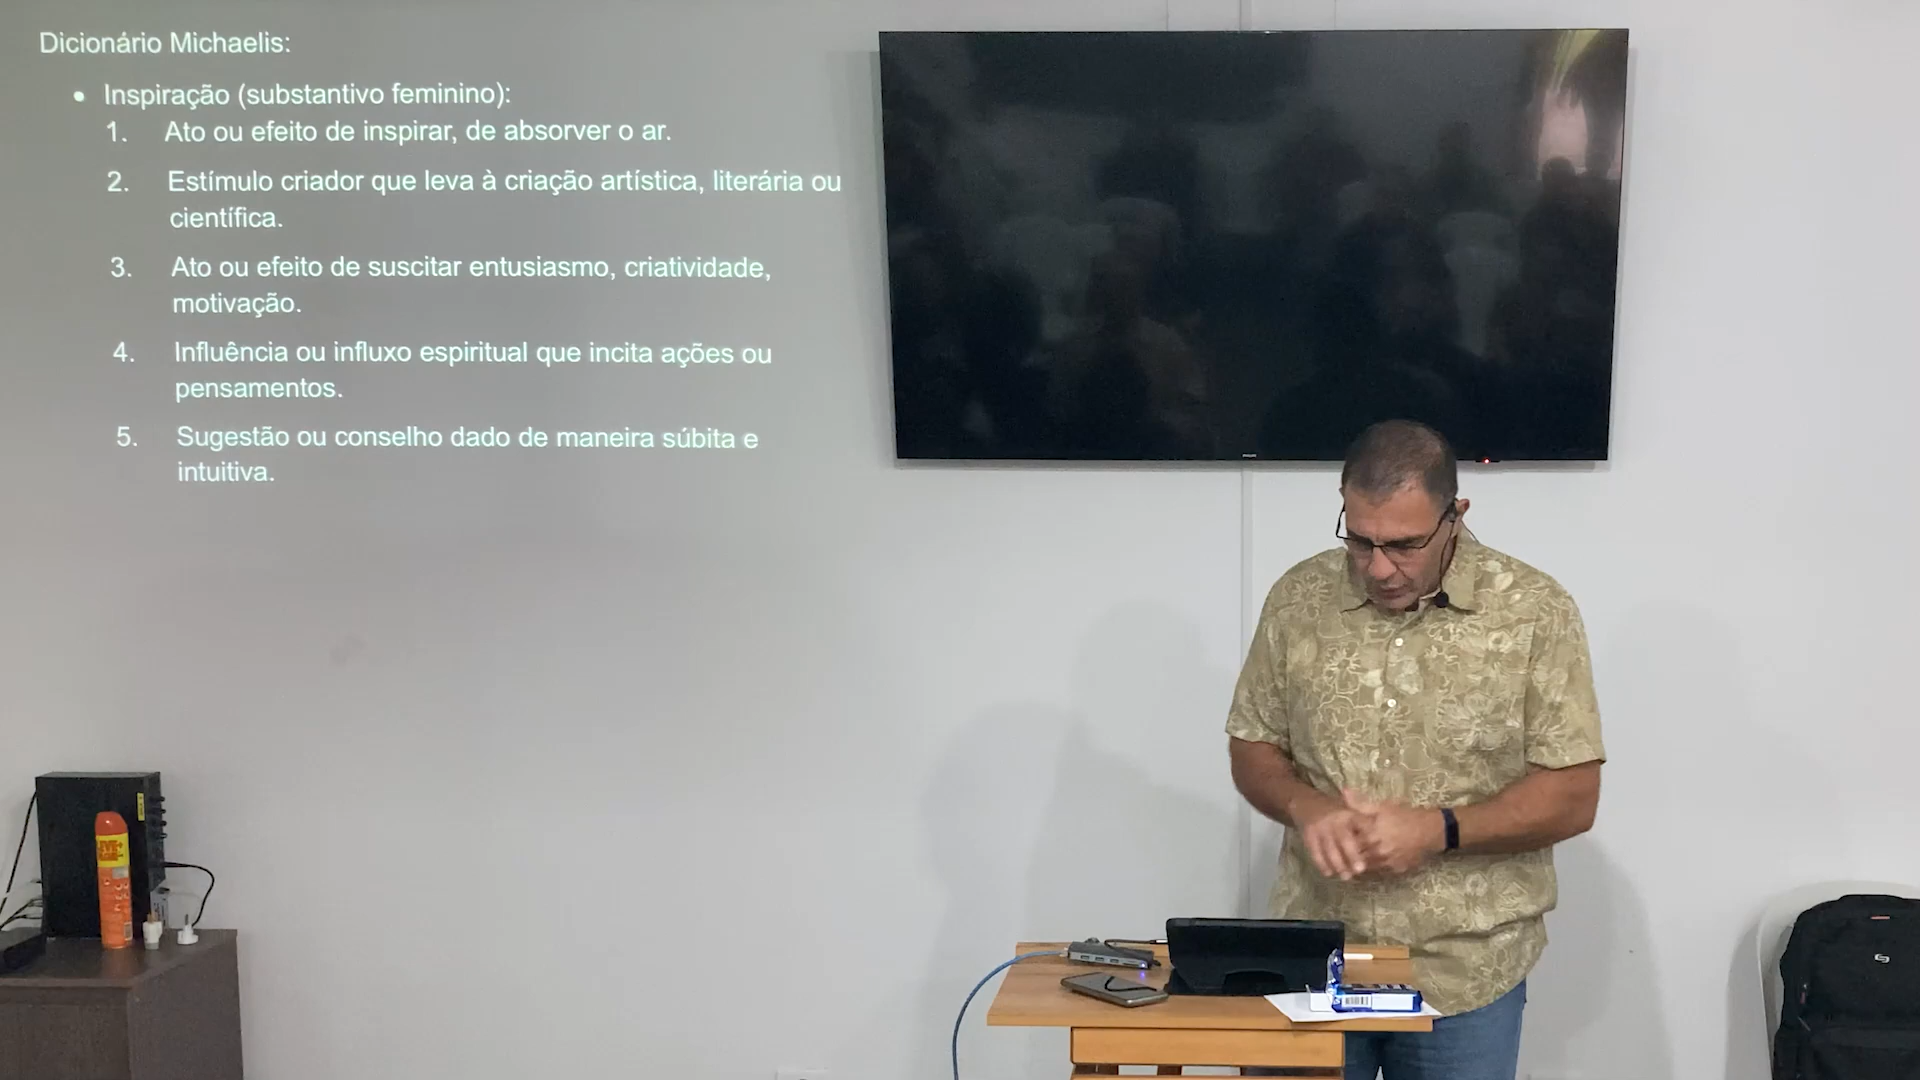 Dicionário Michaelis:
• Inspiração (substantivo feminino):
1. Ato ou efeito de inspirar, de absorver o ar.
2. Estímulo criador que leva à criação artística, literária ou
científica.
3. Ato ou efeito de suscitar entusiasmo, criatividade,
motivação.
4. Influência ou influxo espiritual que incita ações ou
pensamentos.
5. Sugestão ou conselho dado de maneira súbita e
intuitiva.